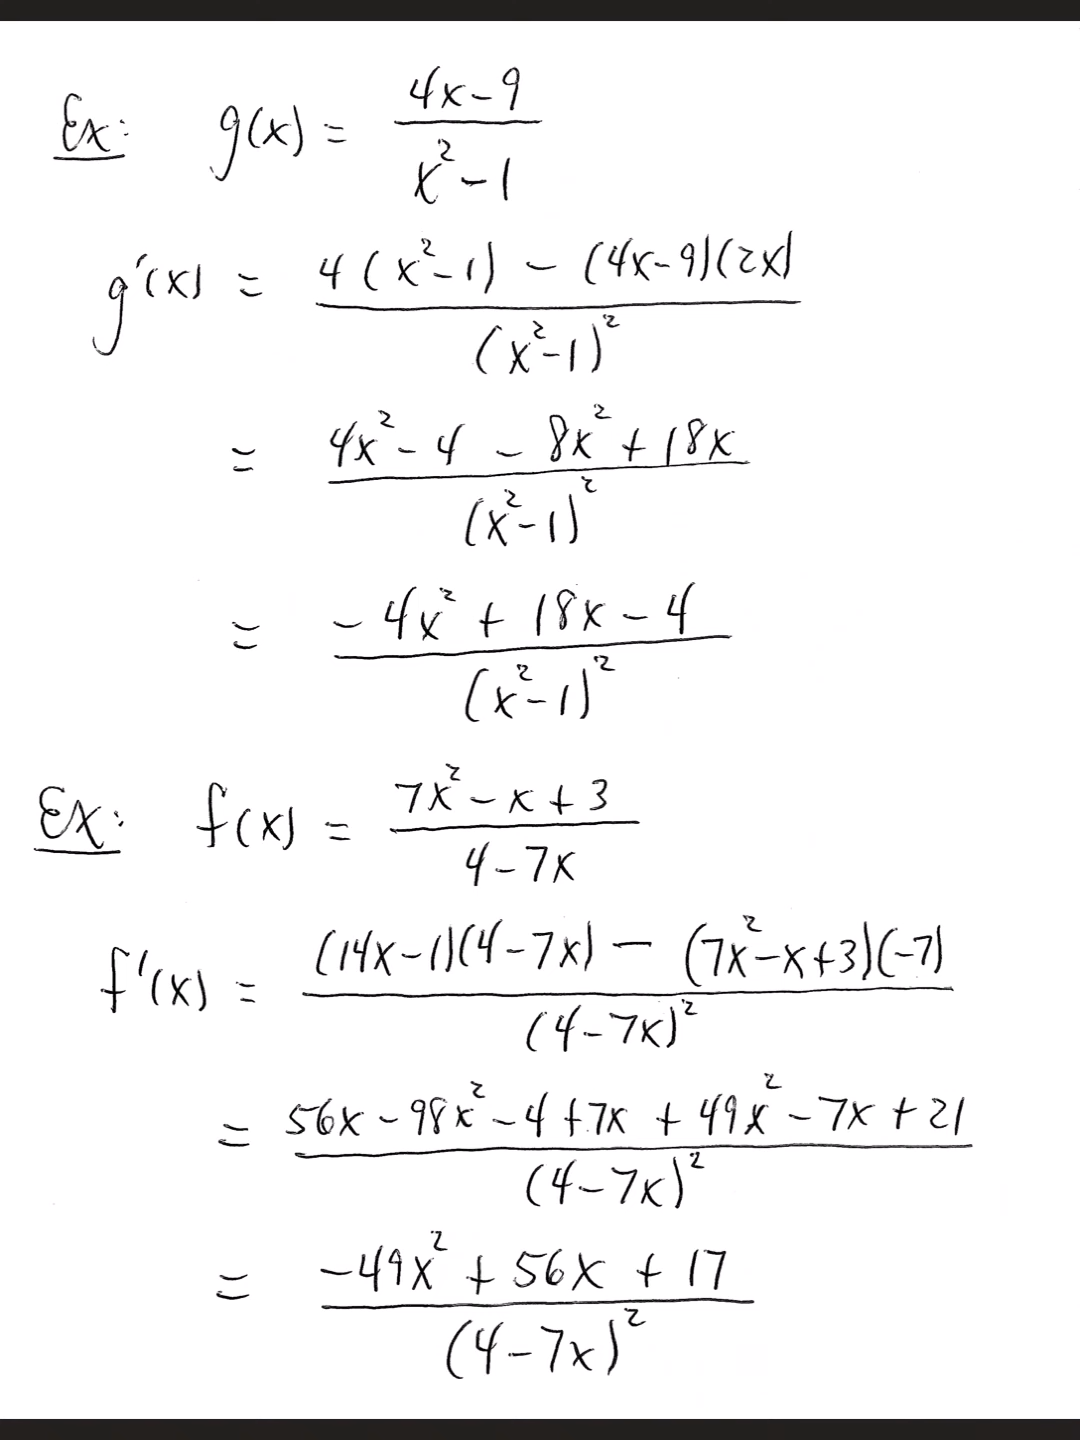 Ex: g(x) = (4x-9)/(x²-1)
g'(x) = (4(x²-1) - (4x-9)(2x))/(x²-1)²
= (4x²-4-8x²+18x)/(x²-1)²
= (-4x²+18x-4)/(x²-1)²
Ex: f(x) = (7x²-x+3)/(4-7x)
f'(x) = ((14x-1)(4-7x) - (7x²-x+3)(-7))/(4-7x)²
= (56x-98x²-4+7x+49x²-7x+21)/(4-7x)²
= (-49x²+56x+17)/(4-7x)²